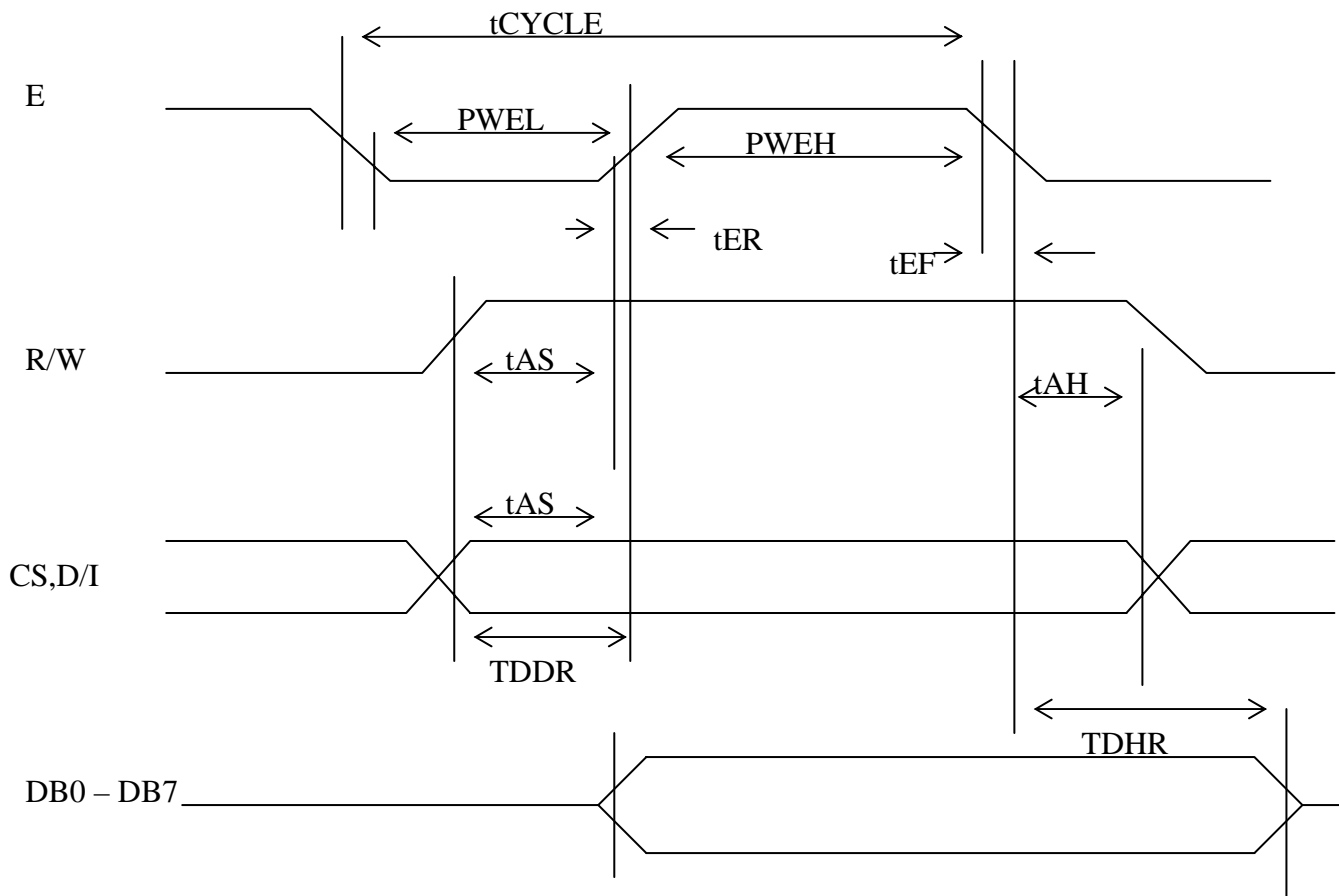 tCYCLE
E
PWEL
PWEH
tER
tEF
R/W
tAS
tAH
tAS
CS,D/I
TDDR
TDHR
DB0 – DB7